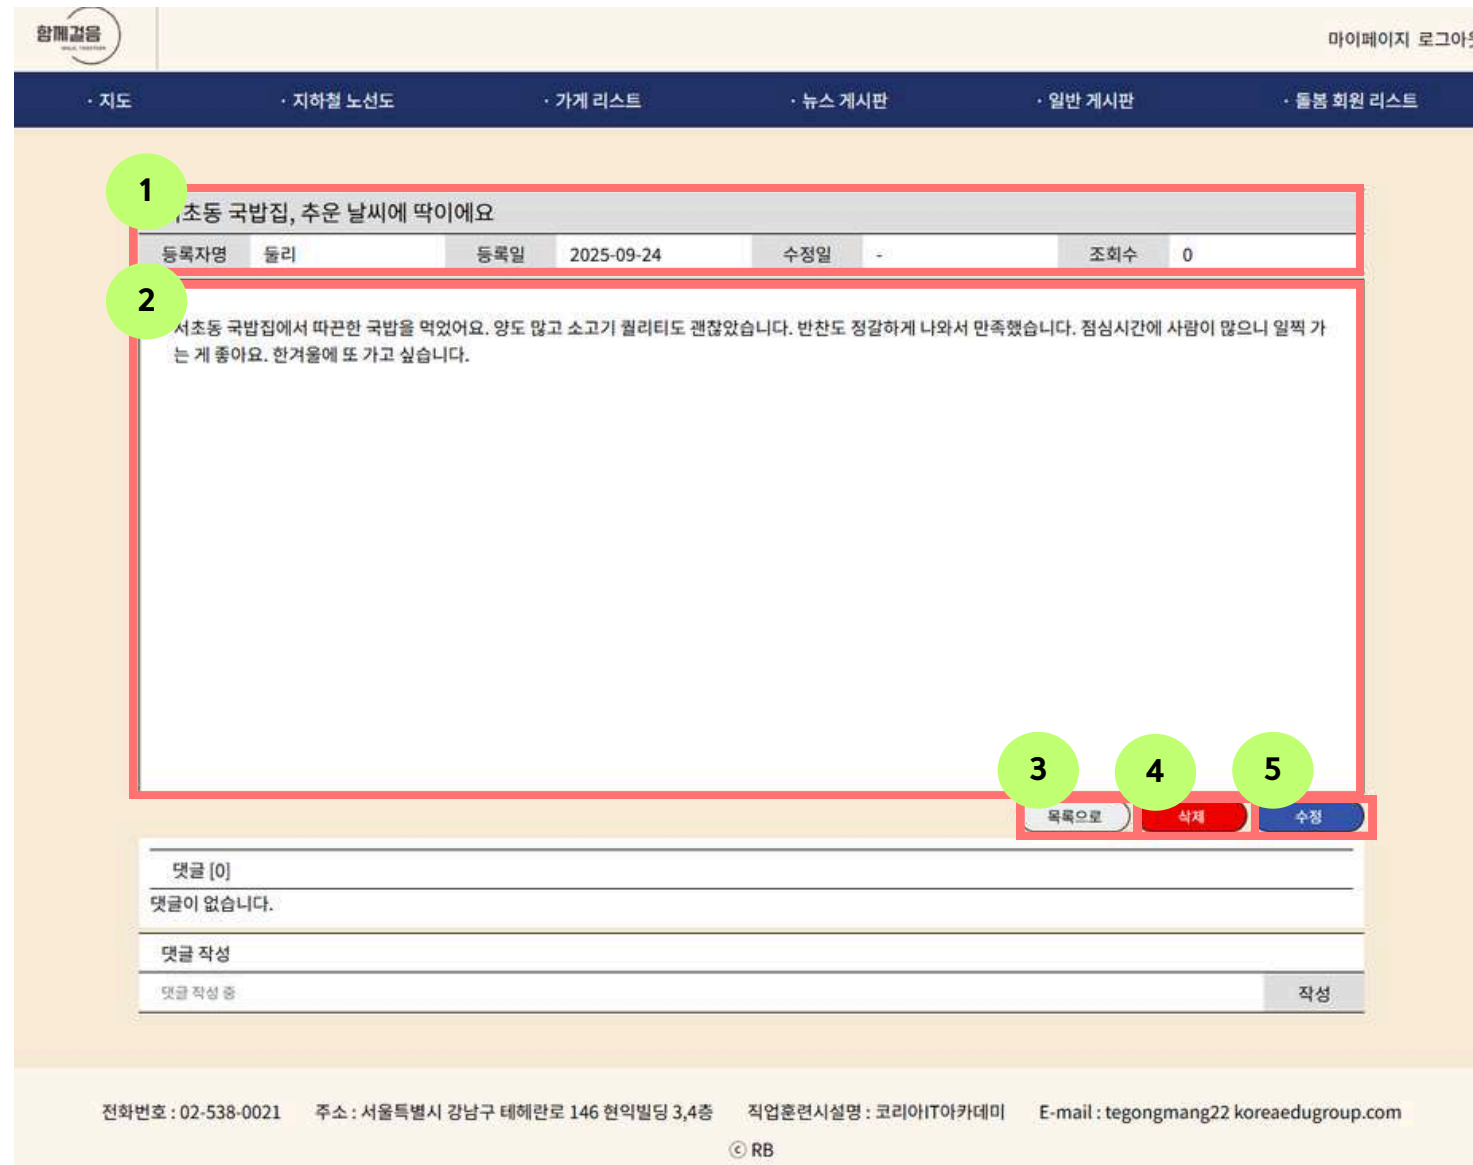 함께걸음
마이페이지 로그아웃
· 지도 · 지하철 노선도 · 가게 리스트 · 뉴스 게시판 · 일반 게시판 · 돌봄 회원 리스트
1
초동 국밥집, 추운 날씨에 딱이에요
등록자명 둘리 등록일 2025-09-24 수정일 - 조회수 0
2
서초동 국밥집에서 따끈한 국밥을 먹었어요. 양도 많고 소고기 퀄리티도 괜찮았습니다. 반찬도 정갈하게 나와서 만족했습니다. 점심시간에 사람이 많으니 일찍 가
는 게 좋아요. 한겨울에 또 가고 싶습니다.
3 4 5
목록으로 삭제 수정
댓글 [0]
댓글이 없습니다.
댓글 작성
댓글 작성 중 작성
전화번호 : 02-538-0021 주소 : 서울특별시 강남구 테헤란로 146 현익빌딩 3,4층 직업훈련시설명 : 코리아IT아카데미 E-mail : tegongmang22 koreaedugroup.com
ⓒ RB